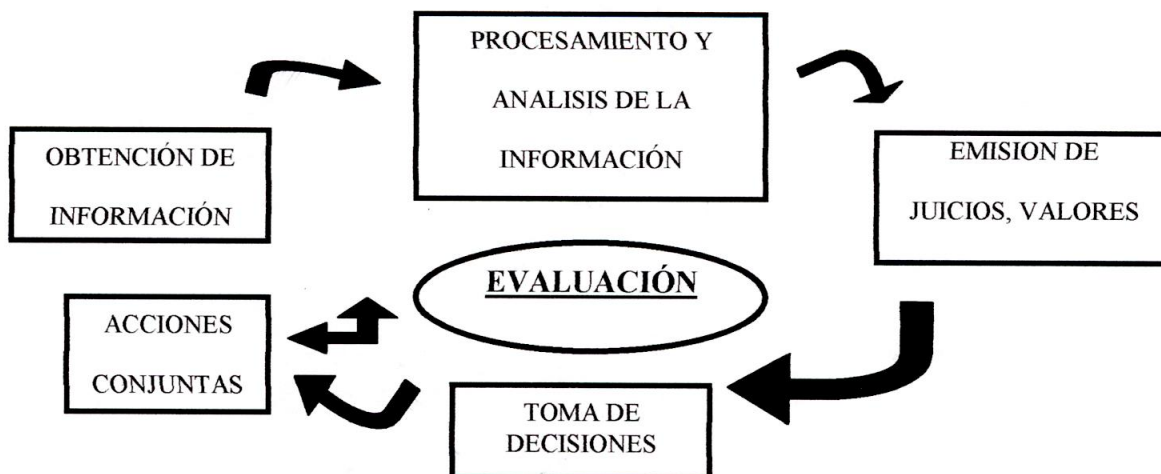 PROCESAMIENTO Y
ANALISIS DE LA
INFORMACIÓN
OBTENCIÓN DE
INFORMACIÓN
EMISION DE
JUICIOS, VALORES
EVALUACIÓN
ACCIONES
CONJUNTAS
TOMA DE
DECISIONES